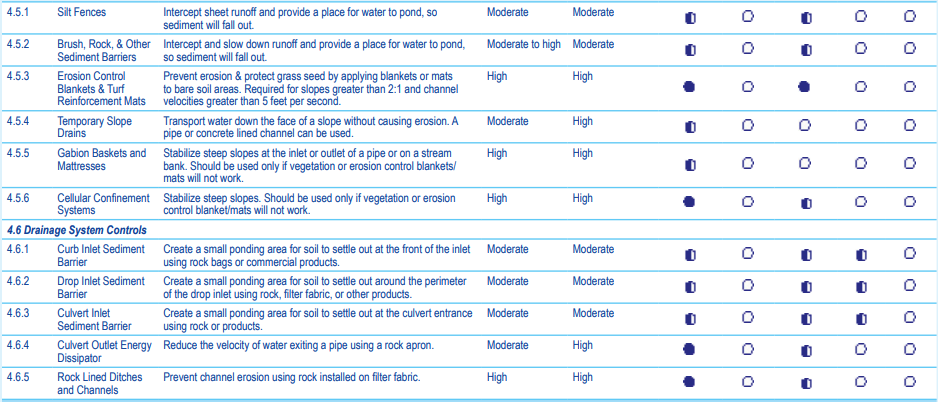 4.5.1 Silt Fences Intercept sheet runoff and provide a place for water to pond, so Moderate Moderate
sediment will fall out.
4.5.2 Brush, Rock, & Other Intercept and slow down runoff and provide a place for water to pond, Moderate to high Moderate
Sediment Barriers so sediment will fall out.
4.5.3 Erosion Control Prevent erosion & protect grass seed by applying blankets or mats High High
Blankets & Turf to bare soil areas. Required for slopes greater than 2:1 and channel
Reinforcement Mats velocities greater than 5 feet per second.
4.5.4 Temporary Slope Transport water down the face of a slope without causing erosion. A Moderate High
Drains pipe or concrete lined channel can be used.
4.5.5 Gabion Baskets and Stabilize steep slopes at the inlet or outlet of a pipe or on a stream High High
Mattresses bank. Should be used only if vegetation or erosion control blankets/
mats will not work.
4.5.6 Cellular Confinement Stabilize steep slopes. Should be used only if vegetation or erosion High High
Systems control blanket/mats will not work.
4.6 Drainage System Controls
4.6.1 Curb Inlet Sediment Create a small ponding area for soil to settle out at the front of the inlet Moderate Moderate
Barrier using rock bags or commercial products.
4.6.2 Drop Inlet Sediment Create a small ponding area for soil to settle out around the perimeter Moderate Moderate
Barrier of the drop inlet using rock, filter fabric, or other products.
4.6.3 Culvert Inlet Create a small ponding area for soil to settle out at the culvert entrance Moderate Moderate
Sediment Barrier using rock or products.
4.6.4 Culvert Outlet Energy Reduce the velocity of water exiting a pipe using a rock apron. Moderate High
Dissipator
4.6.5 Rock Lined Ditches Prevent channel erosion using rock installed on filter fabric. High High
and Channels